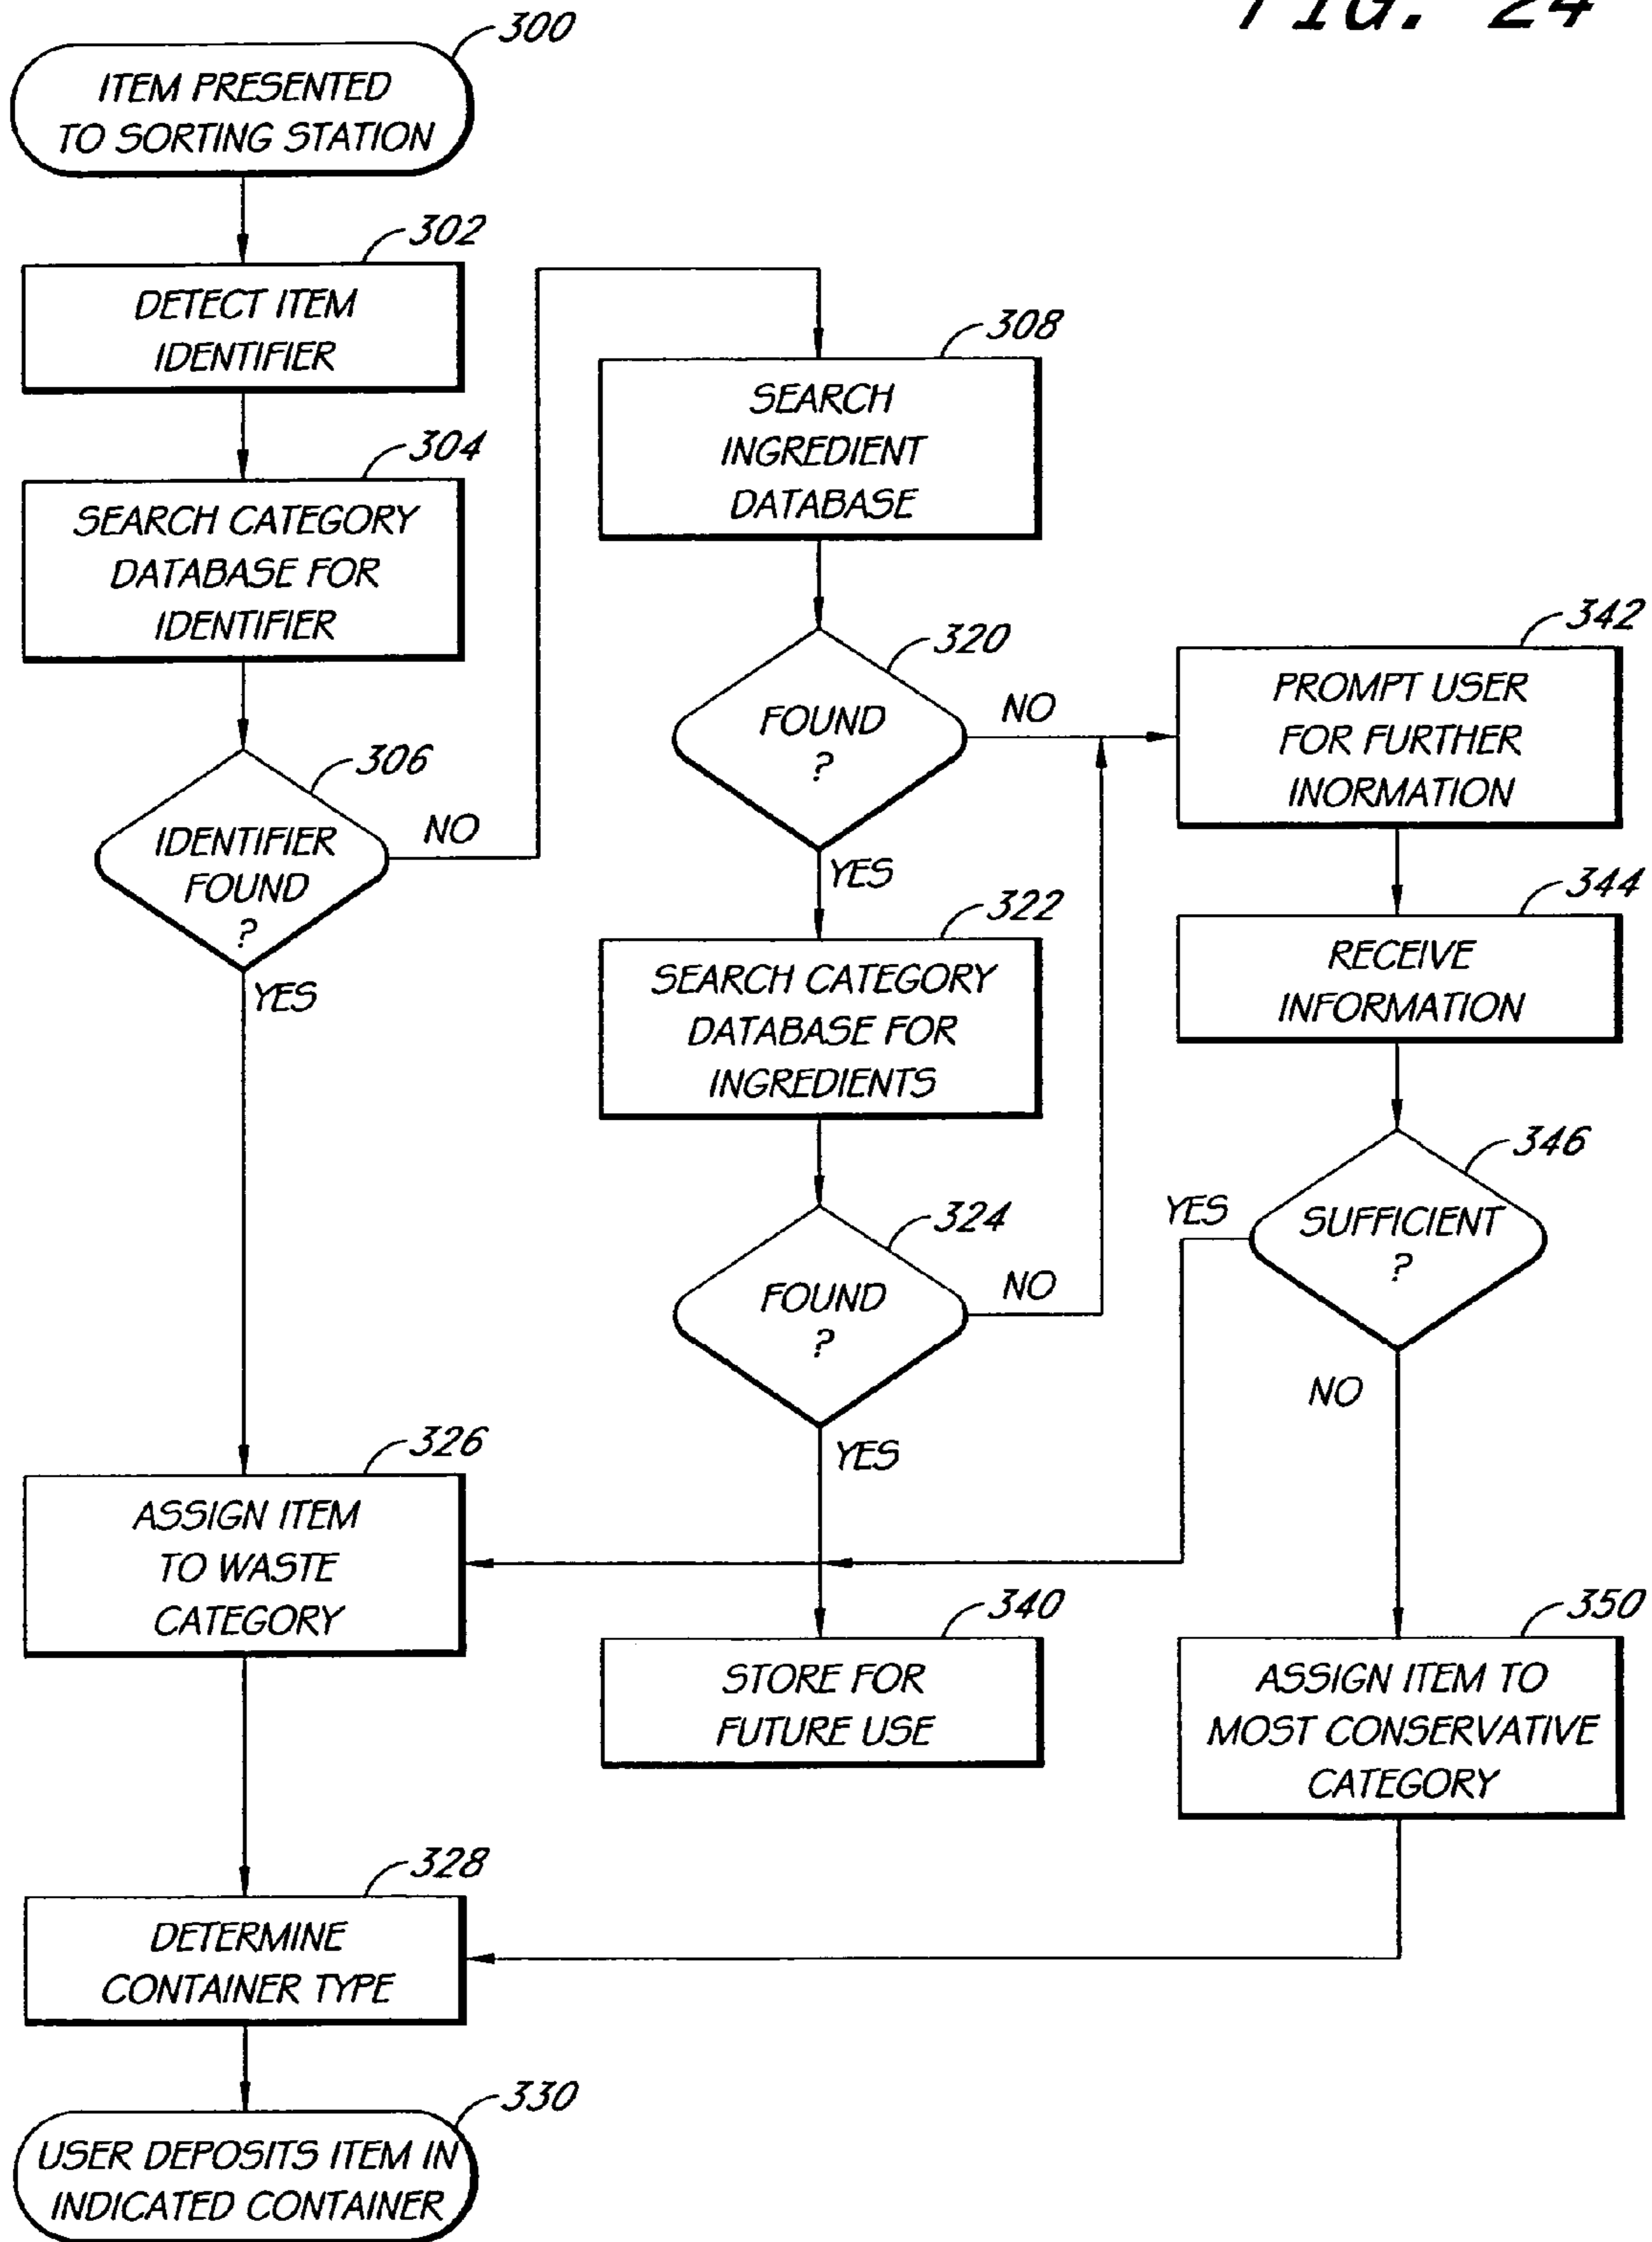 FIG. 24
300
ITEM PRESENTED
TO SORTING STATION
302
DETECT ITEM
IDENTIFIER
304
SEARCH CATEGORY
DATABASE FOR
IDENTIFIER
306
IDENTIFIER
FOUND
?
NO
YES
308
SEARCH
INGREDIENT
DATABASE
320
FOUND
?
NO
YES
322
SEARCH CATEGORY
DATABASE FOR
INGREDIENTS
324
FOUND
?
NO
YES
342
PROMPT USER
FOR FURTHER
INORMATION
344
RECEIVE
INFORMATION
346
SUFFICIENT
?
YES
NO
326
ASSIGN ITEM
TO WASTE
CATEGORY
340
STORE FOR
FUTURE USE
350
ASSIGN ITEM TO
MOST CONSERVATIVE
CATEGORY
328
DETERMINE
CONTAINER TYPE
330
USER DEPOSITS ITEM IN
INDICATED CONTAINER